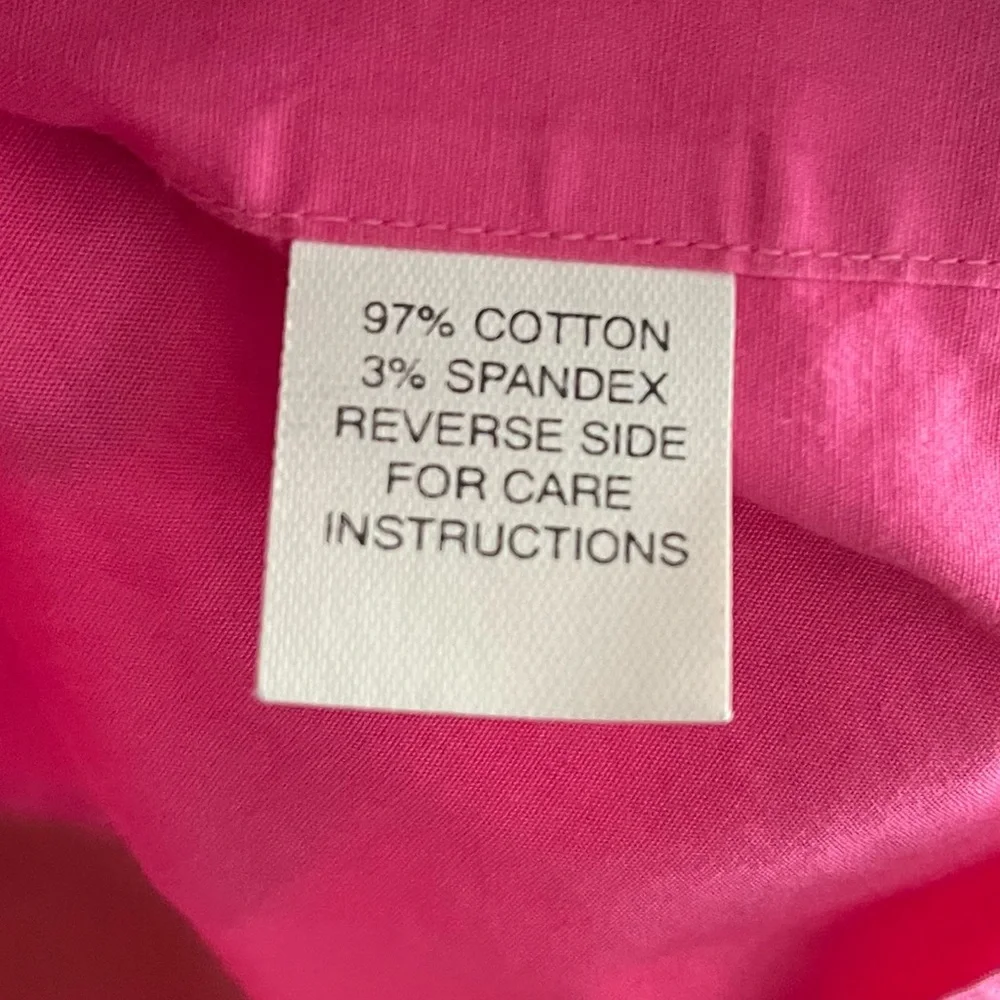 97% COTTON
3% SPANDEX
REVERSE SIDE
FOR CARE
INSTRUCTIONS